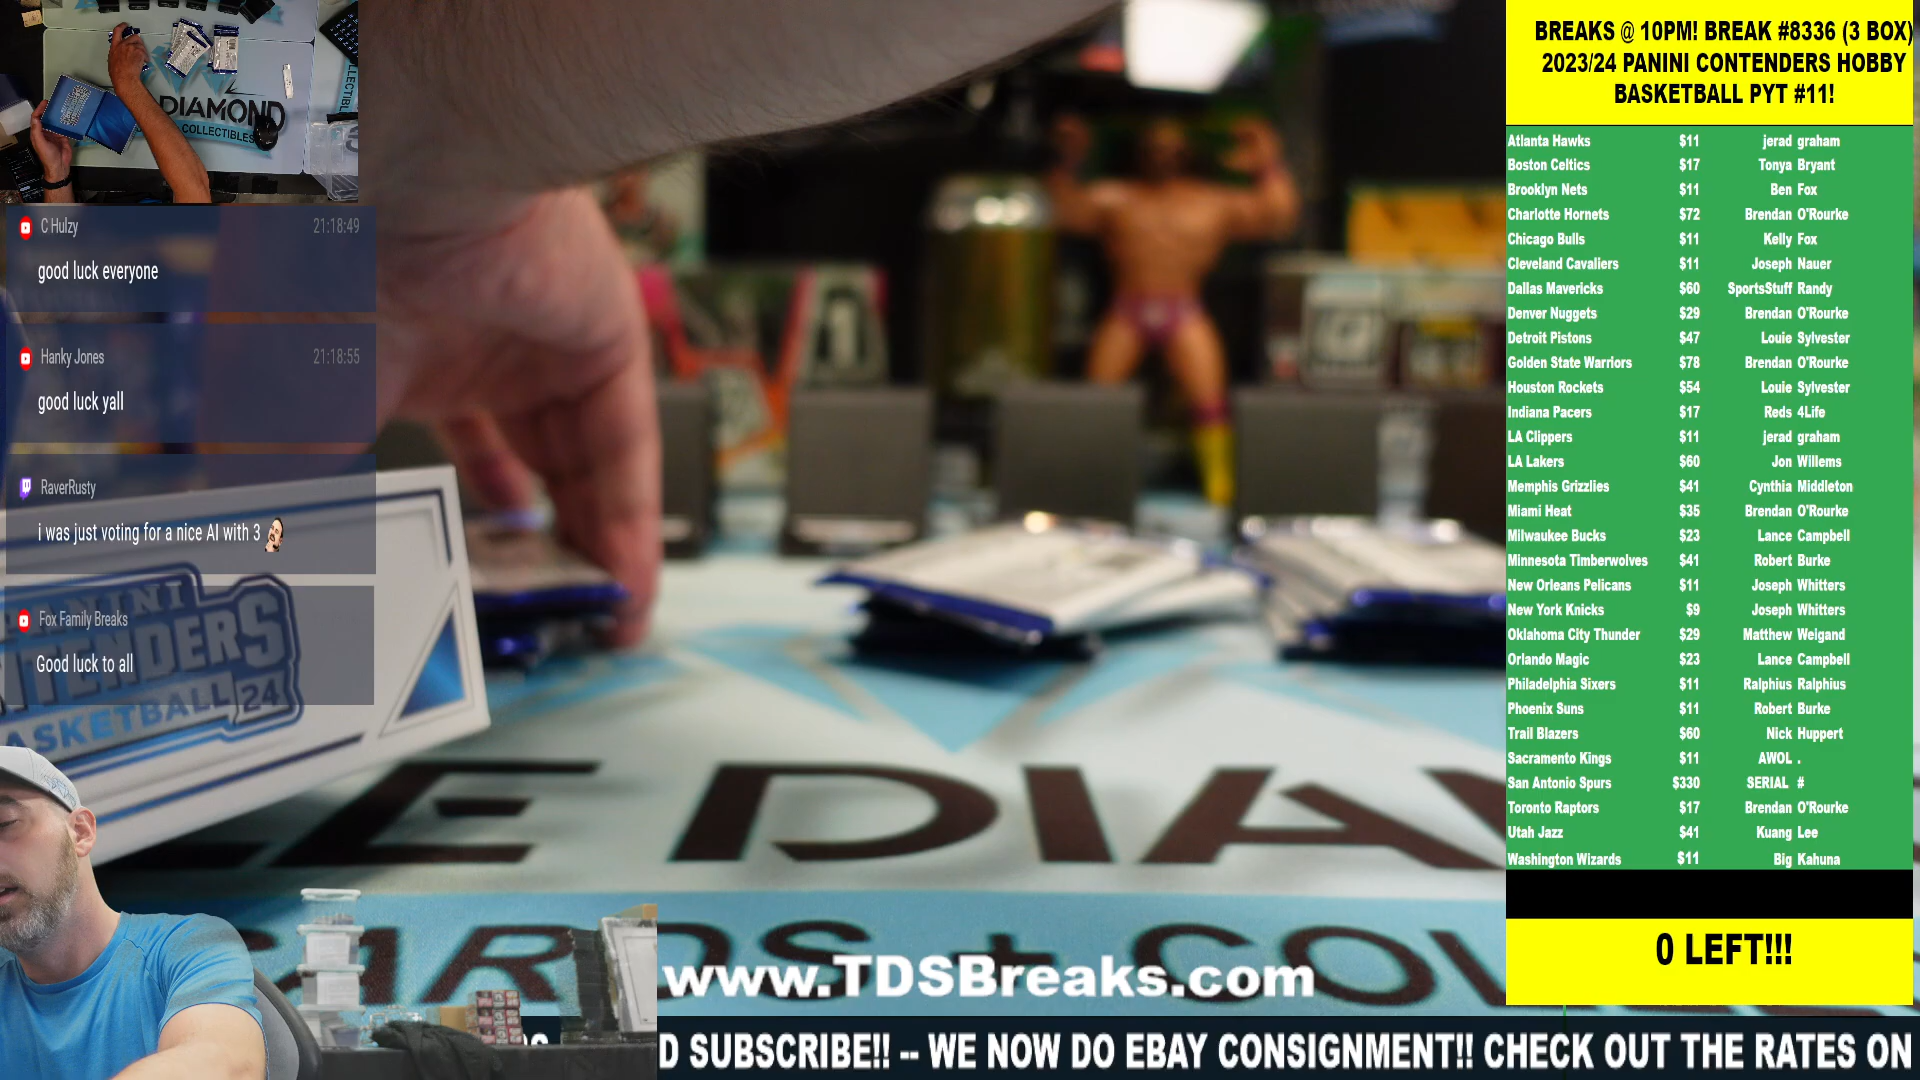 BREAKS @ 10PM! BREAK #8336 (3 BOX)
2023/24 PANINI CONTENDERS HOBBY
BASKETBALL PYT #11!
Atlanta Hawks $11 jerad graham
Boston Celtics $17 Tonya Bryant
Brooklyn Nets $11 Ben Fox
Charlotte Hornets $72 Brendan O'Rourke
Chicago Bulls $11 Kelly Fox
Cleveland Cavaliers $11 Joseph Nauer
Dallas Mavericks $60 SportsStuff Randy
Denver Nuggets $29 Brendan O'Rourke
Detroit Pistons $47 Louie Sylvester
Golden State Warriors $78 Brendan O'Rourke
Houston Rockets $54 Louie Sylvester
Indiana Pacers $17 Reds 4Life
LA Clippers $11 jerad graham
LA Lakers $60 Jon Willems
Memphis Grizzlies $41 Cynthia Middleton
Miami Heat $35 Brendan O'Rourke
Milwaukee Bucks $23 Lance Campbell
Minnesota Timberwolves $41 Robert Burke
New Orleans Pelicans $11 Joseph Whitters
New York Knicks $9 Joseph Whitters
Oklahoma City Thunder $29 Matthew Weigand
Orlando Magic $23 Lance Campbell
Philadelphia Sixers $11 Ralphius Ralphius
Phoenix Suns $11 Robert Burke
Trail Blazers $60 Nick Huppert
Sacramento Kings $11 AWOL .
San Antonio Spurs $330 SERIAL #
Toronto Raptors $17 Brendan O'Rourke
Utah Jazz $41 Kuang Lee
Washington Wizards $11 Big Kahuna
0 LEFT!!!
DIAMOND
COLLECTIBLES
C Hulzy 21:18:49
good luck everyone
Hanky Jones 21:18:55
good luck yall
RaverRusty
i was just voting for a nice AI with 3
Fox Family Breaks
Good luck to all
PANINI
NTENDERS
ASKETBALL 24
LE DIA
CARDS + COL
www.TDSBreaks.com
D SUBSCRIBE!! -- WE NOW DO EBAY CONSIGNMENT!! CHECK OUT THE RATES ON